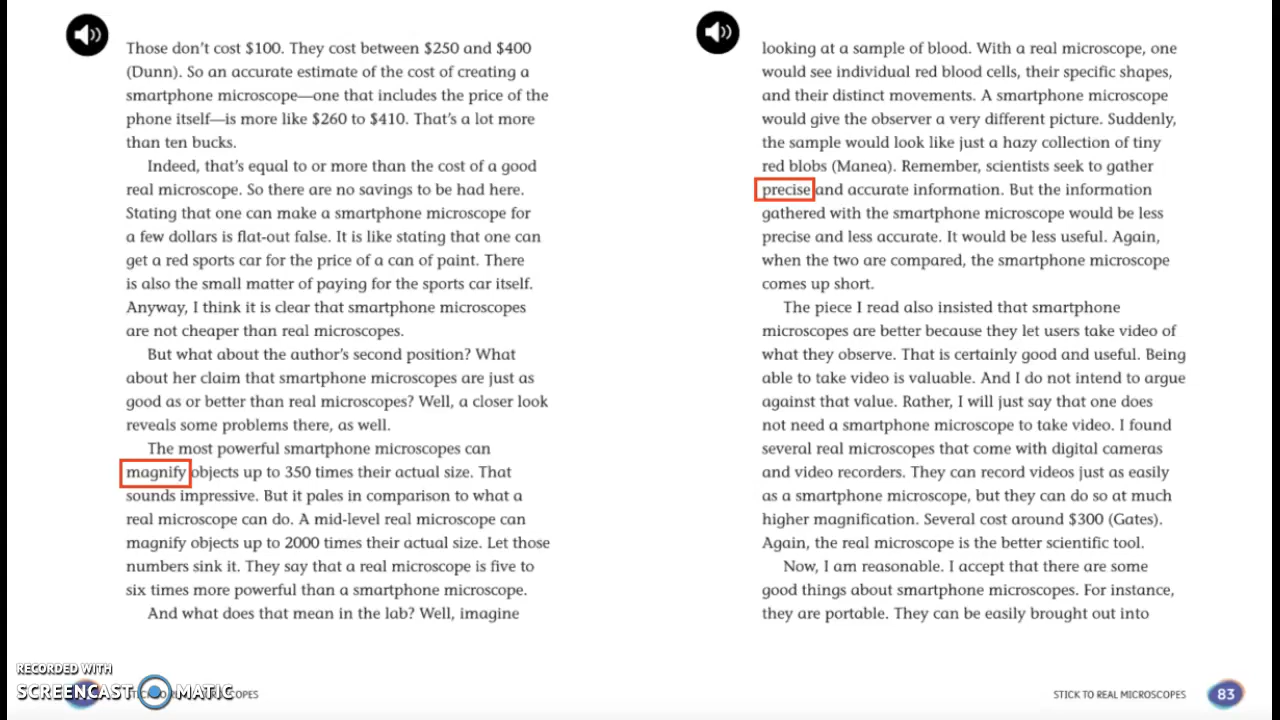 Those don't cost $100. They cost between $250 and $400
(Dunn). So an accurate estimate of the cost of creating a
smartphone microscope—one that includes the price of the
phone itself—is more like $260 to $410. That's a lot more
than ten bucks.
Indeed, that's equal to or more than the cost of a good
real microscope. So there are no savings to be had here.
Stating that one can make a smartphone microscope for
a few dollars is flat-out false. It is like stating that one can
get a red sports car for the price of a can of paint. There
is also the small matter of paying for the sports car itself.
Anyway, I think it is clear that smartphone microscopes
are not cheaper than real microscopes.
But what about the author's second position? What
about her claim that smartphone microscopes are just as
good as or better than real microscopes? Well, a closer look
reveals some problems there, as well.
The most powerful smartphone microscopes can
magnify objects up to 350 times their actual size. That
sounds impressive. But it pales in comparison to what a
real microscope can do. A mid-level real microscope can
magnify objects up to 2000 times their actual size. Let those
numbers sink it. They say that a real microscope is five to
six times more powerful than a smartphone microscope.
And what does that mean in the lab? Well, imagine
looking at a sample of blood. With a real microscope, one
would see individual red blood cells, their specific shapes,
and their distinct movements. A smartphone microscope
would give the observer a very different picture. Suddenly,
the sample would look like just a hazy collection of tiny
red blobs (Manea). Remember, scientists seek to gather
precise and accurate information. But the information
gathered with the smartphone microscope would be less
precise and less accurate. It would be less useful. Again,
when the two are compared, the smartphone microscope
comes up short.
The piece I read also insisted that smartphone
microscopes are better because they let users take video of
what they observe. That is certainly good and useful. Being
able to take video is valuable. And I do not intend to argue
against that value. Rather, I will just say that one does
not need a smartphone microscope to take video. I found
several real microscopes that come with digital cameras
and video recorders. They can record videos just as easily
as a smartphone microscope, but they can do so at much
higher magnification. Several cost around $300 (Gates).
Again, the real microscope is the better scientific tool.
Now, I am reasonable. I accept that there are some
good things about smartphone microscopes. For instance,
they are portable. They can be easily brought out into
RECORDED WITH
SCREENCAST MATIC
STICK TO REAL MICROSCOPES 83